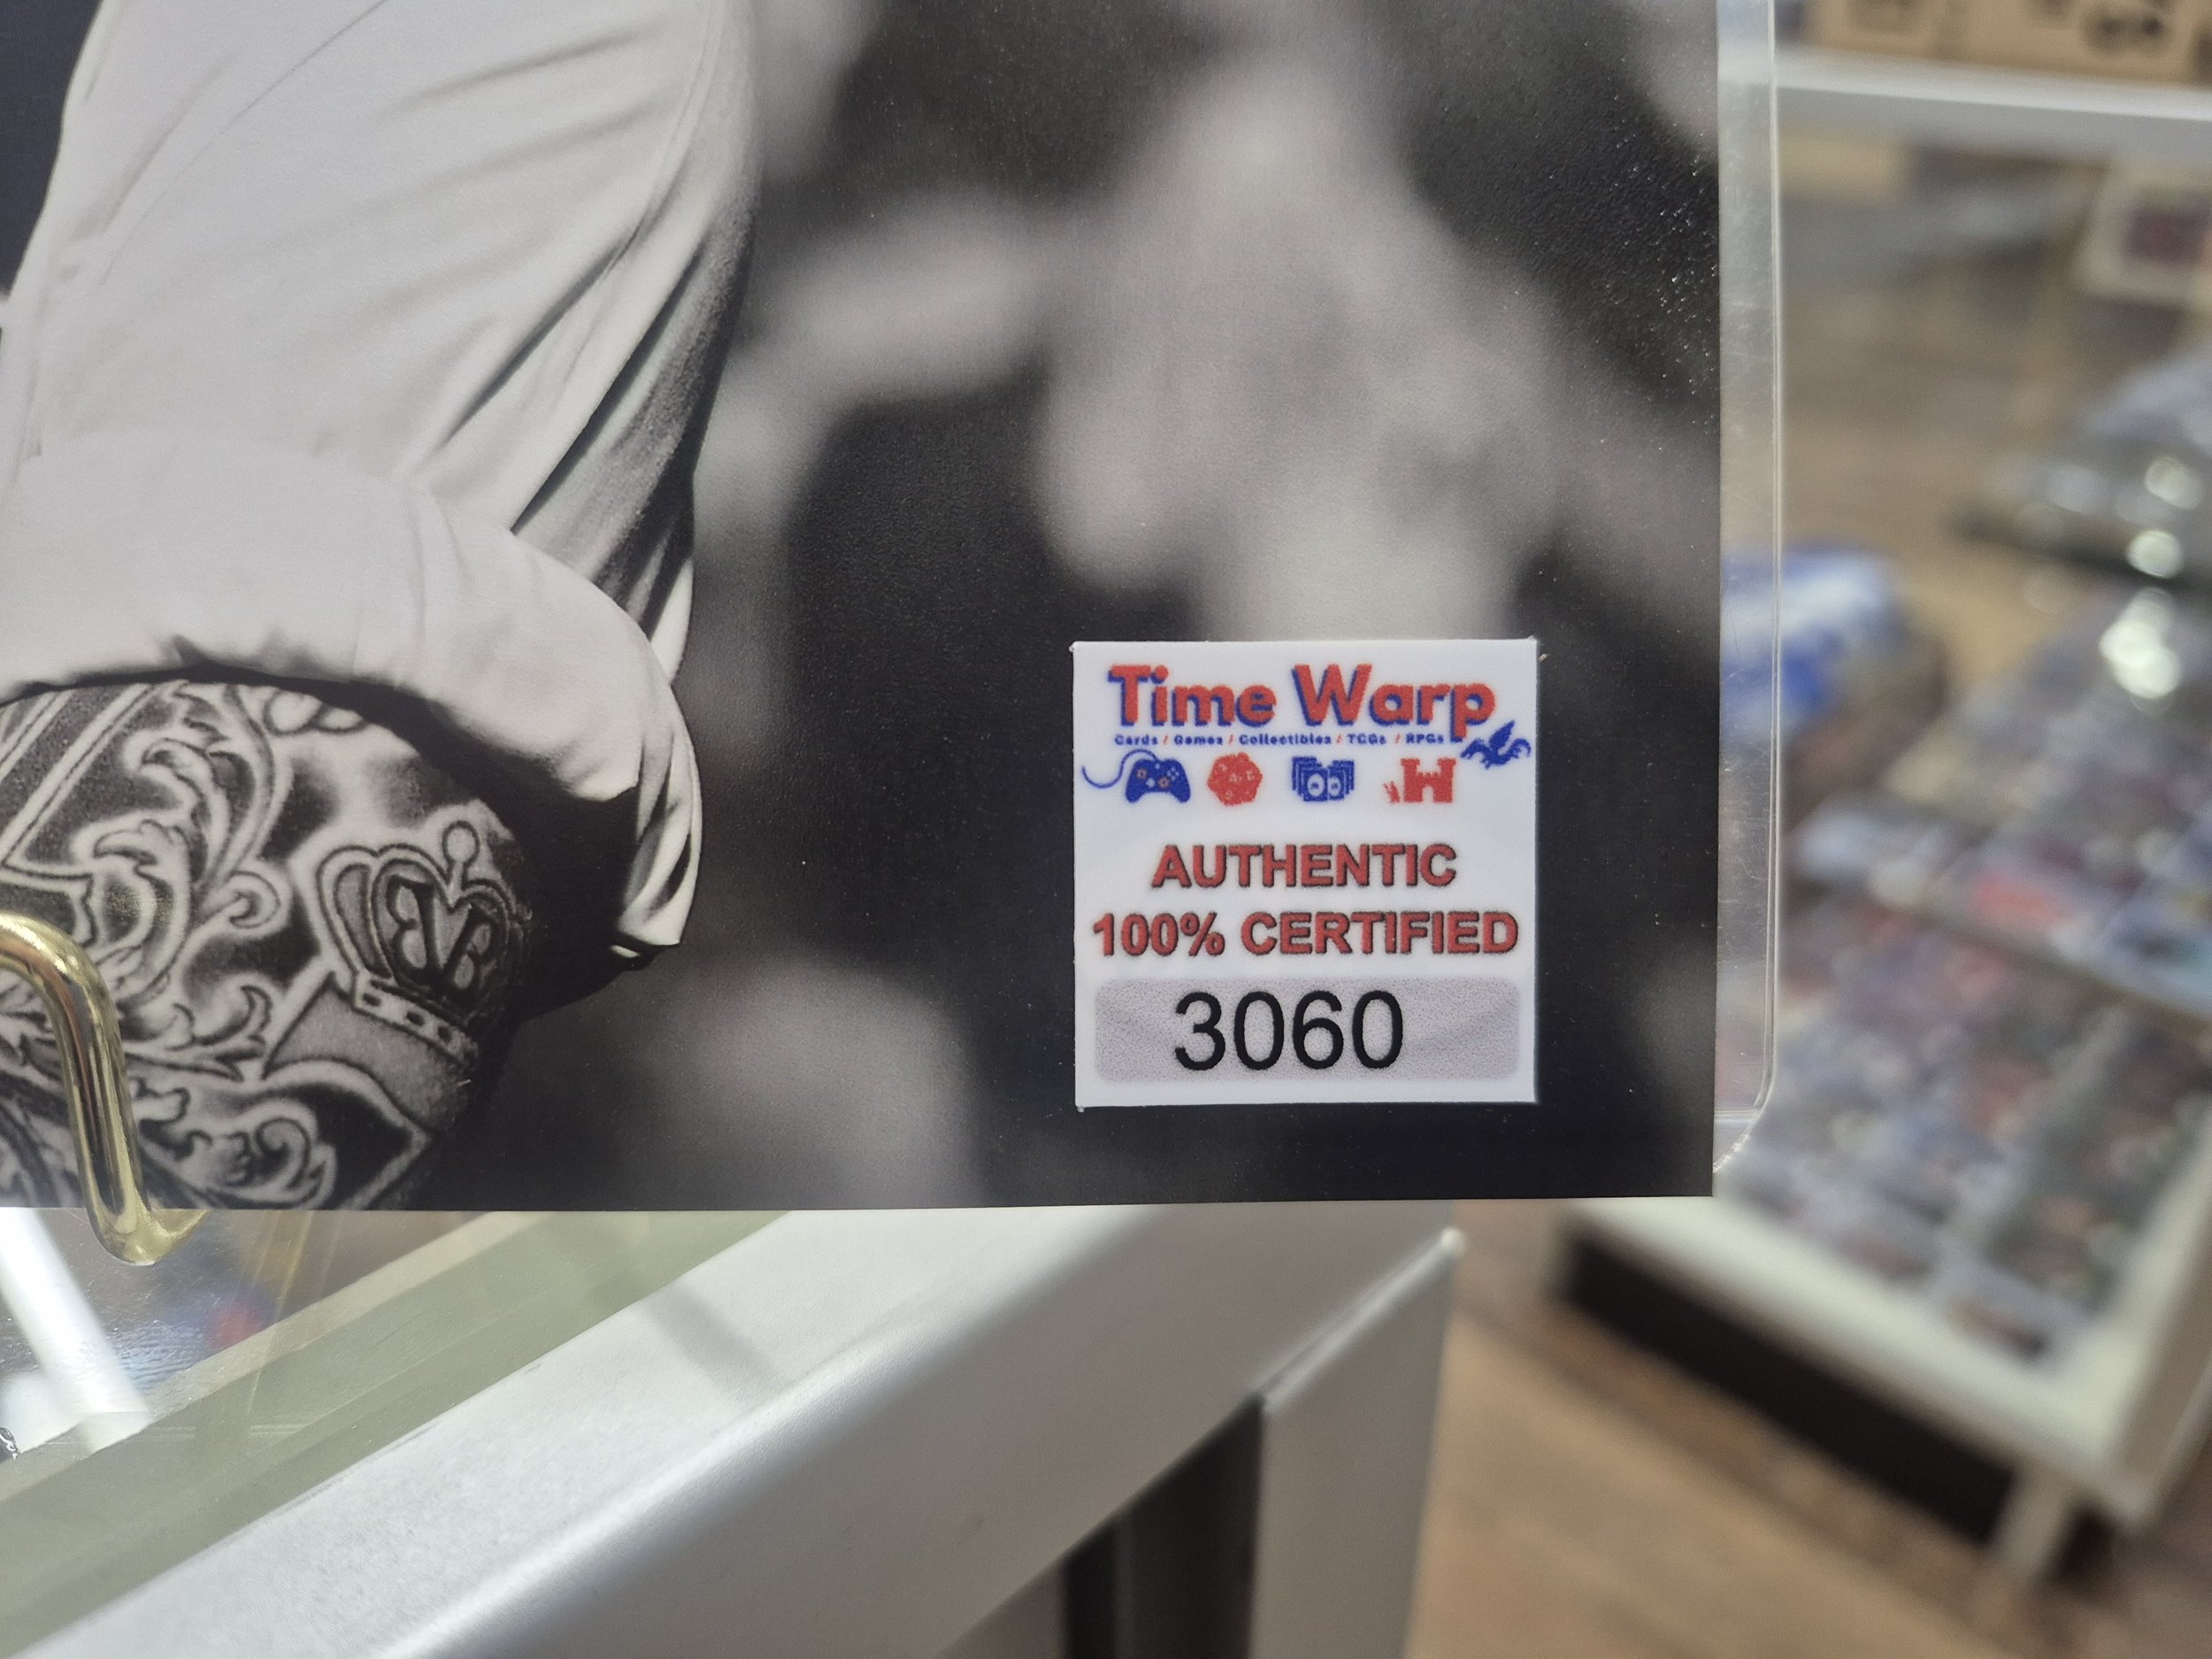 Time Warp
Cards / Games / Collectibles / TCGs / RPGs
AUTHENTIC
100% CERTIFIED
3060